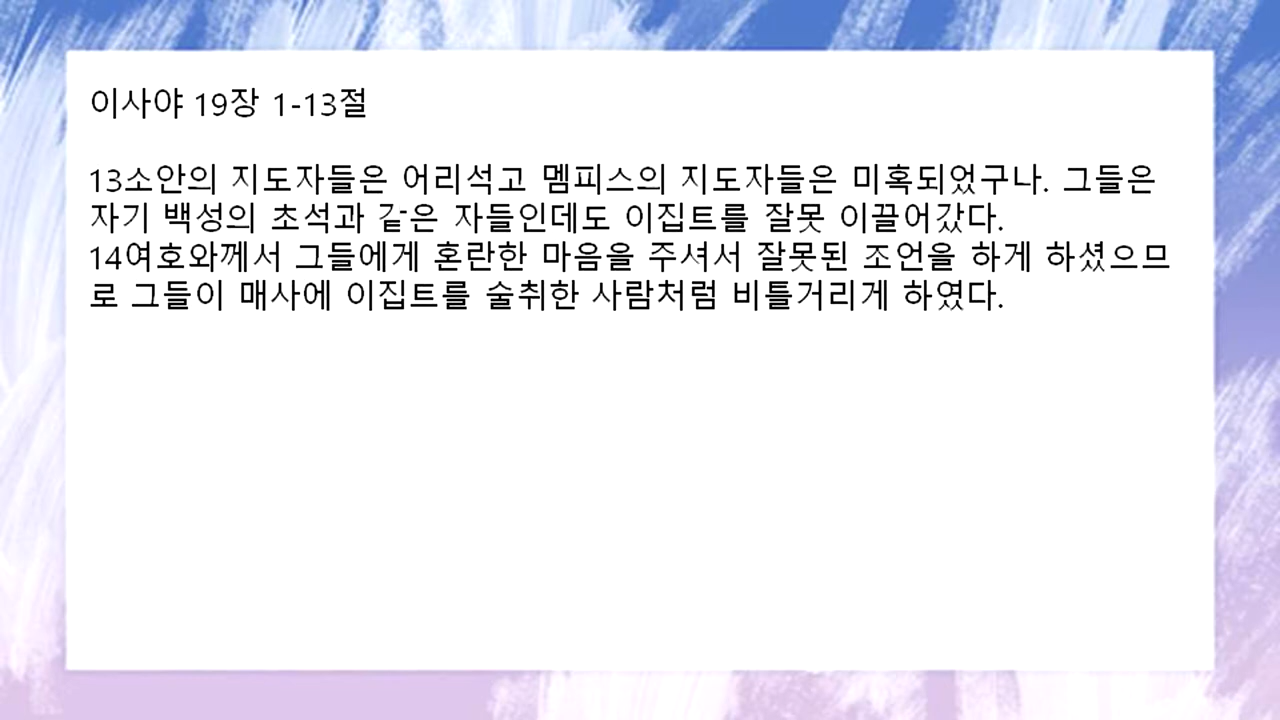 이사야 19장 1-13절
13소안의 지도자들은 어리석고 멤피스의 지도자들은 미혹되었구나. 그들은
자기 백성의 초석과 같은 자들인데도 이집트를 잘못 이끌어갔다.
14여호와께서 그들에게 혼란한 마음을 주셔서 잘못된 조언을 하게 하셨으므
로 그들이 매사에 이집트를 술취한 사람처럼 비틀거리게 하였다.